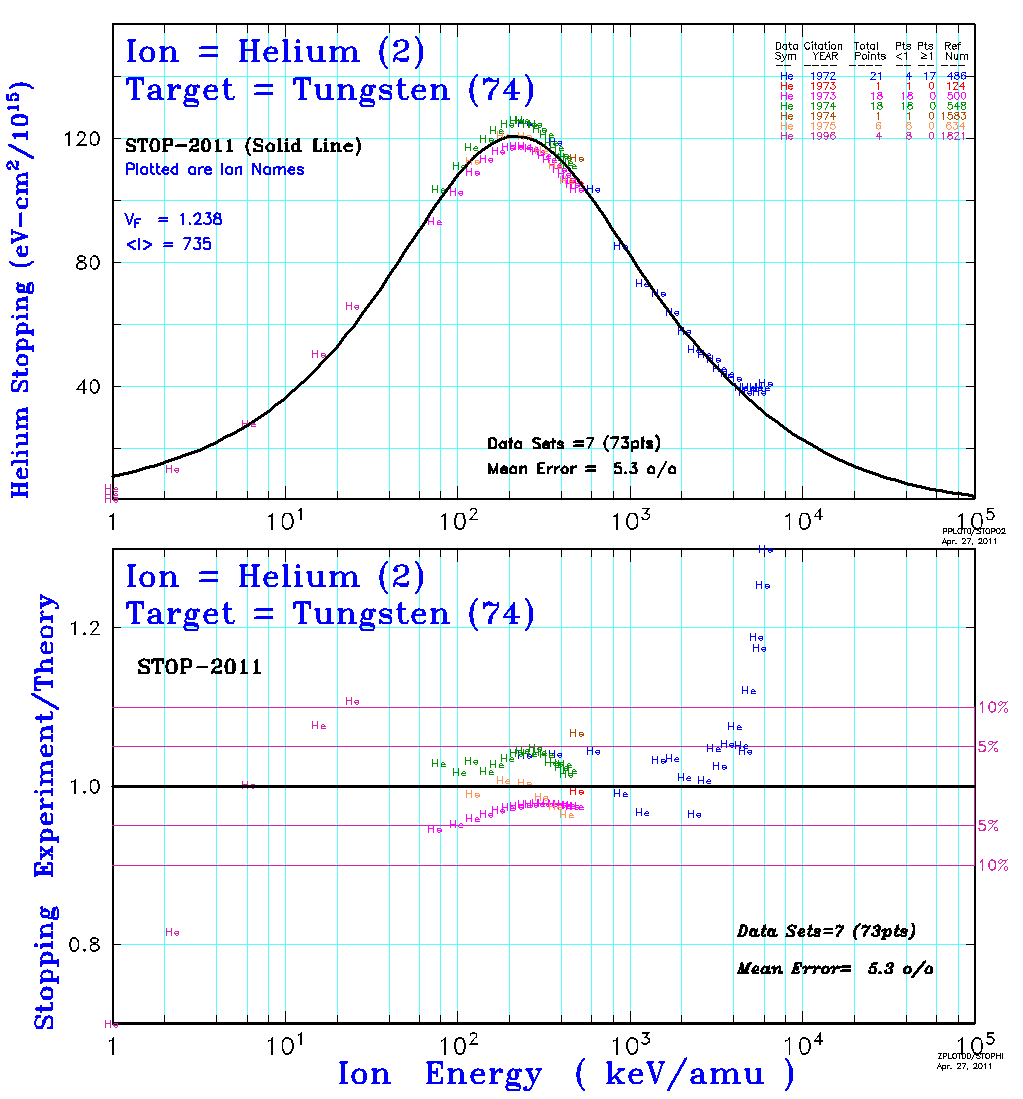 Ion = Helium (2)
Target = Tungsten (74)
STOP-2011 (Solid Line)
Plotted are Ion Names
V_F = 1.238
<I> = 735
Data Citation Total Pts Pts Ref
Sym YEAR Points <1 ≥1 Num
He 1972 21 4 17 486
He 1973 1 1 0 124
He 1973 18 18 0 500
He 1974 18 18 0 548
He 1974 1 1 0 1583
He 1975 6 6 0 634
He 1996 0 1821
Helium Stopping (eV-cm²/10¹⁵)
120
80
40
Data Sets =7 (73pts)
Mean Error = 5.3 o/o
1 10¹ 10² 10³ 10⁴ 10⁵
PPLOT0/STOP02
Apr. 27, 2011
Ion = Helium (2)
Target = Tungsten (74)
STOP-2011
Stopping Experiment/Theory
1.2
1.0
0.8
10%
5%
5%
10%
Data Sets=7 (73pts)
Mean Error= 5.3 o/o
1 10¹ 10² 10³ 10⁴ 10⁵
Ion Energy ( keV/amu )
Apr. 27, 2011